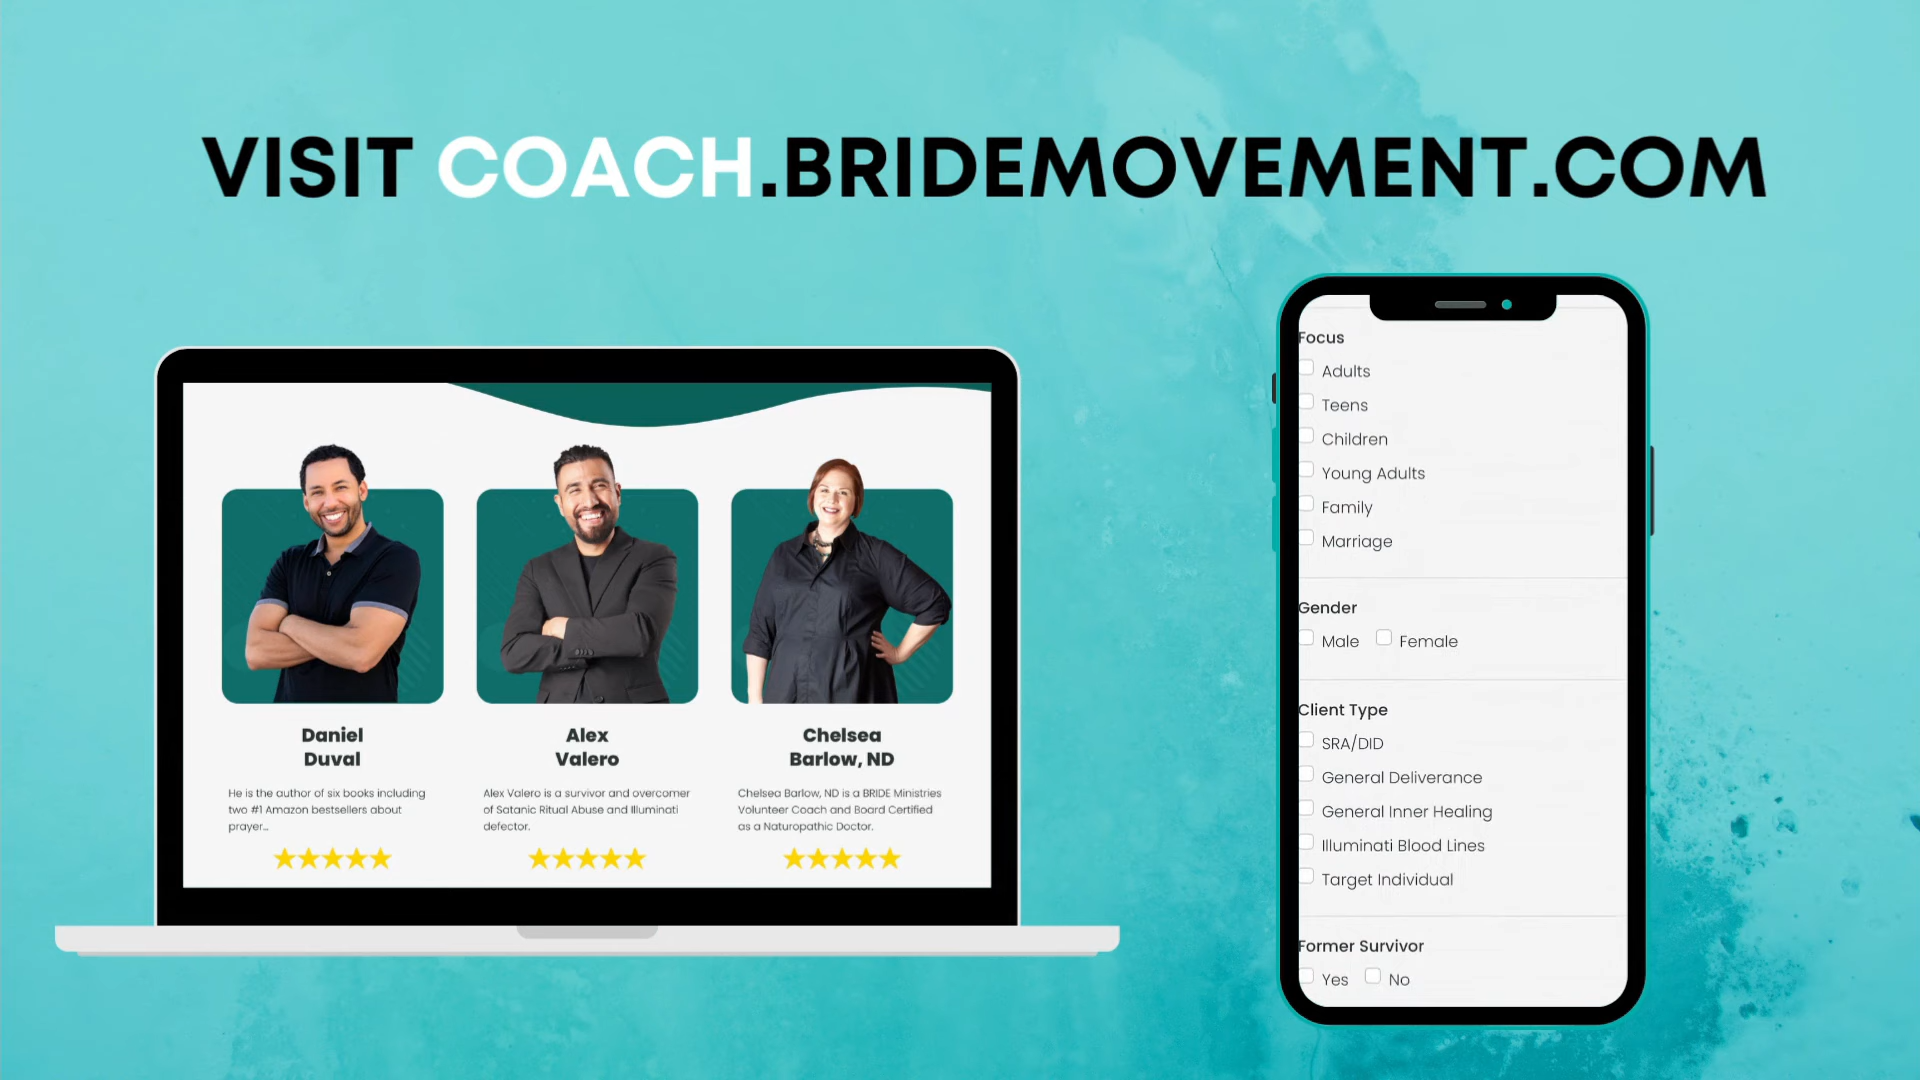 VISIT COACH.BRIDEMOVEMENT.COM
Daniel
Duval
He is the author of six books including
two #1 Amazon bestsellers about
prayer...
Alex
Valero
Alex Valero is a survivor and overcomer
of Satanic Ritual Abuse and Illuminati
defector.
Chelsea
Barlow, ND
Chelsea Barlow, ND is a BRIDE Ministries
Volunteer Coach and Board Certified
as a Naturopathic Doctor.
Focus
Adults
Teens
Children
Young Adults
Family
Marriage
Gender
Male Female
Client Type
SRA/DID
General Deliverance
General Inner Healing
Illuminati Blood Lines
Target Individual
Former Survivor
Yes No